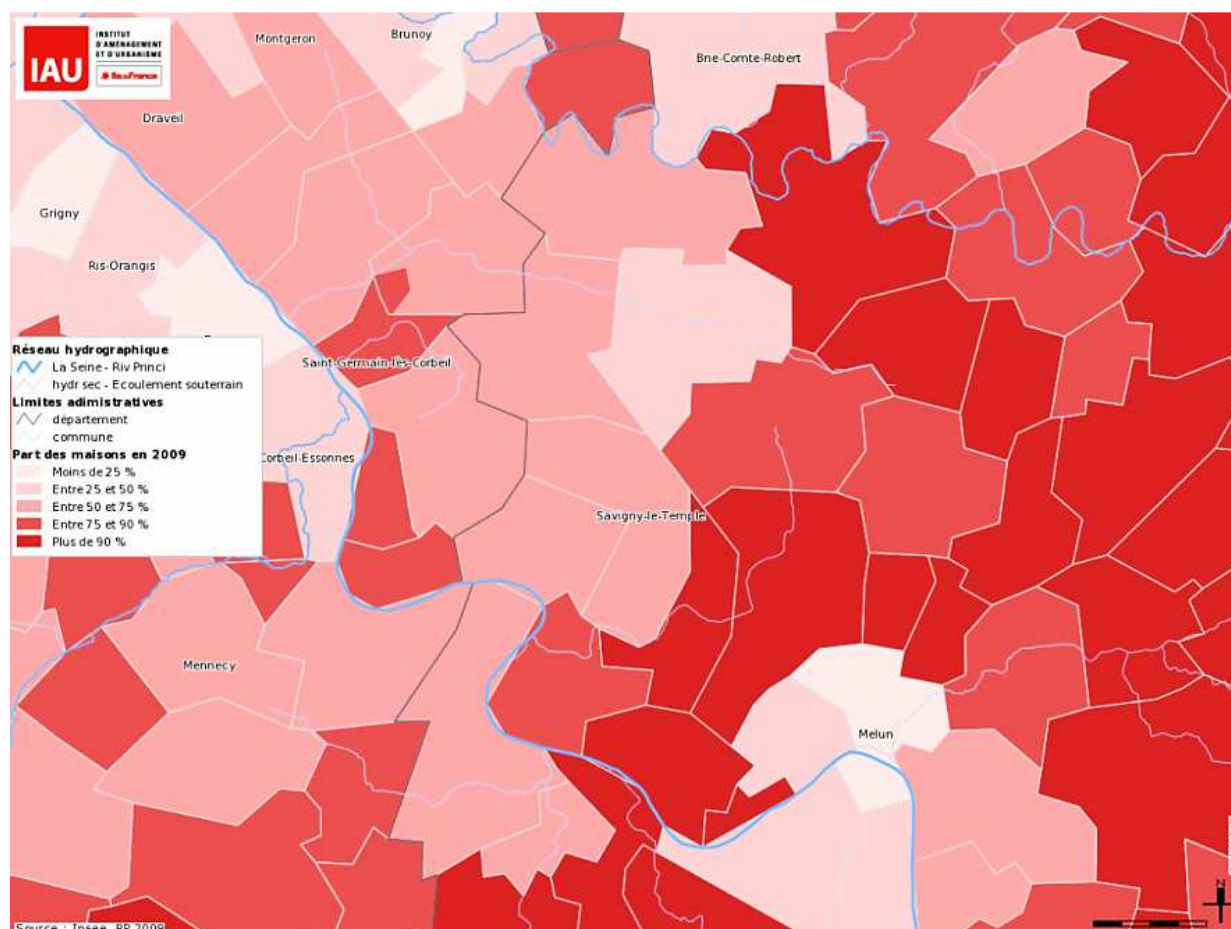 IAU
INSTITUT
D'AMÉNAGEMENT
ET D'URBANISME
île de France
Montgeron
Brunoy
Brie-Comte-Robert
Draveil
Grigny
Ris-Orangis
Saint-Germain-lès-Corbeil
Réseau hydrographique
La Seine - Riv Princi
hydr sec - Ecoulement souterrain
Limites adimistratives
département
commune
Part des maisons en 2009
Moins de 25 %
Entre 25 et 50 %
Entre 50 et 75 %
Entre 75 et 90 %
Plus de 90 %
Corbeil-Essonnes
Savigny-le-Temple
Mennecy
Melun
N
Source : Insee, RP 2009